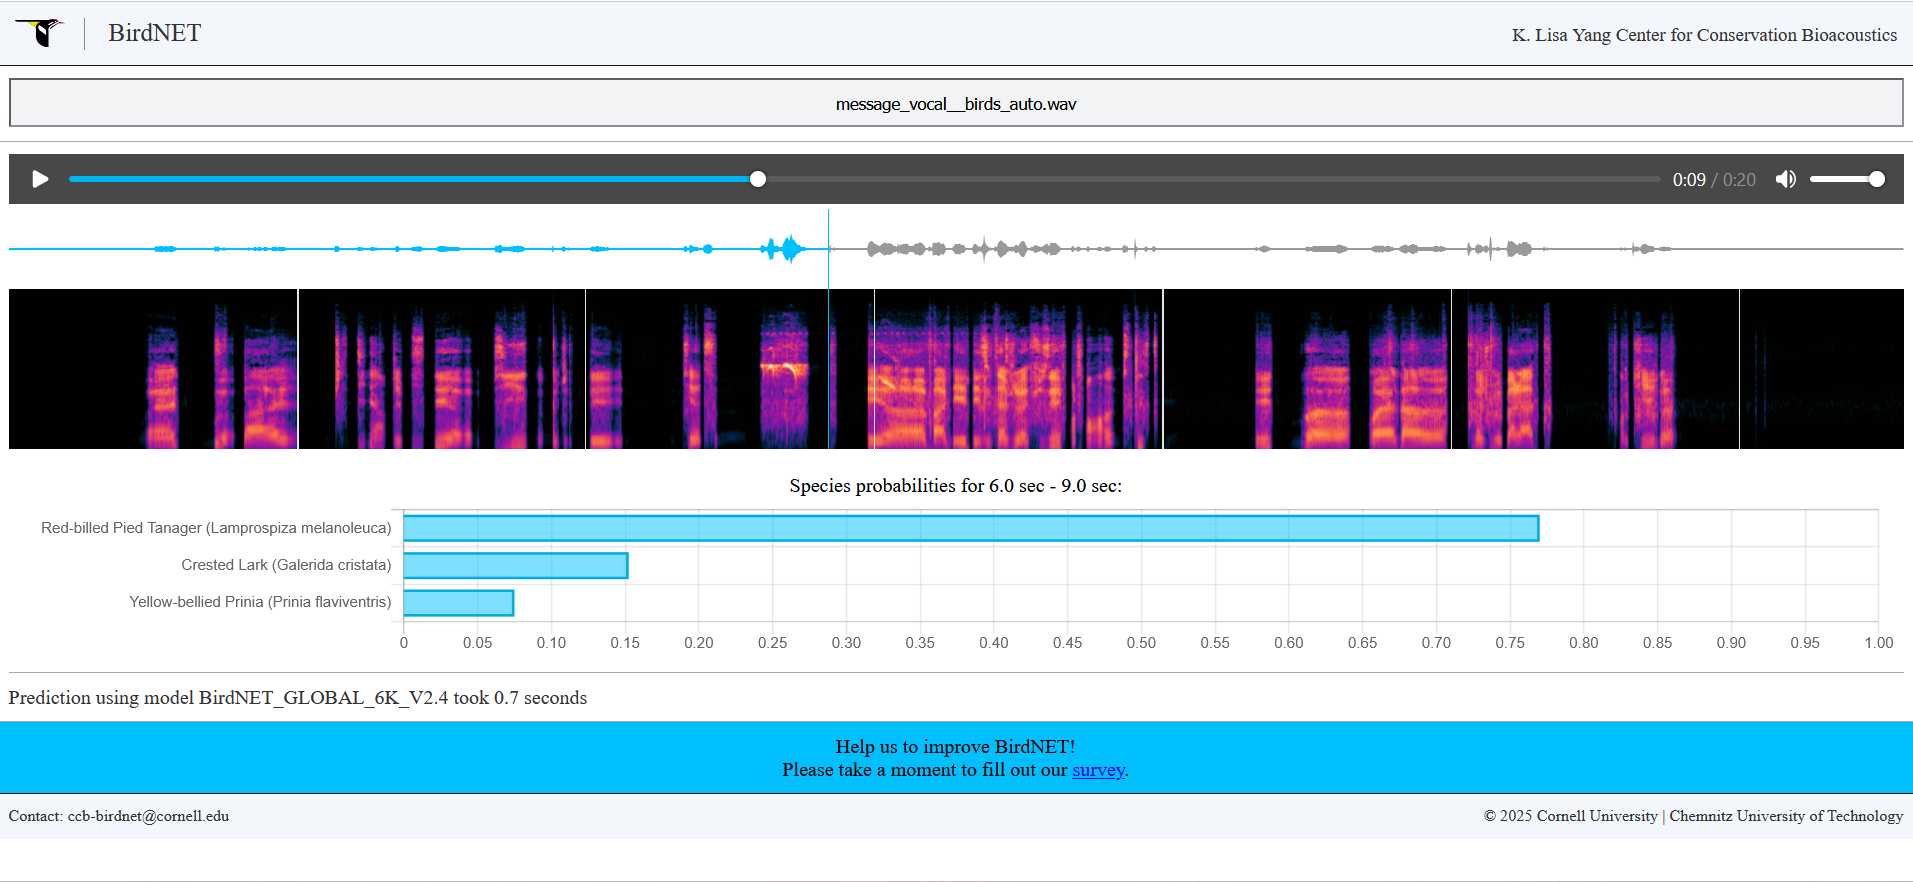 BirdNET
K. Lisa Yang Center for Conservation Bioacoustics
message_vocal__birds_auto.wav
0:09 / 0:20
Species probabilities for 6.0 sec - 9.0 sec:
Red-billed Pied Tanager (Lamprospiza melanoleuca)
Crested Lark (Galerida cristata)
Yellow-bellied Prinia (Prinia flaviventris)
0 0.05 0.10 0.15 0.20 0.25 0.30 0.35 0.40 0.45 0.50 0.55 0.60 0.65 0.70 0.75 0.80 0.85 0.90 0.95 1.00
Prediction using model BirdNET_GLOBAL_6K_V2.4 took 0.7 seconds
Help us to improve BirdNET!
Please take a moment to fill out our survey.
Contact: ccb-birdnet@cornell.edu
© 2025 Cornell University | Chemnitz University of Technology